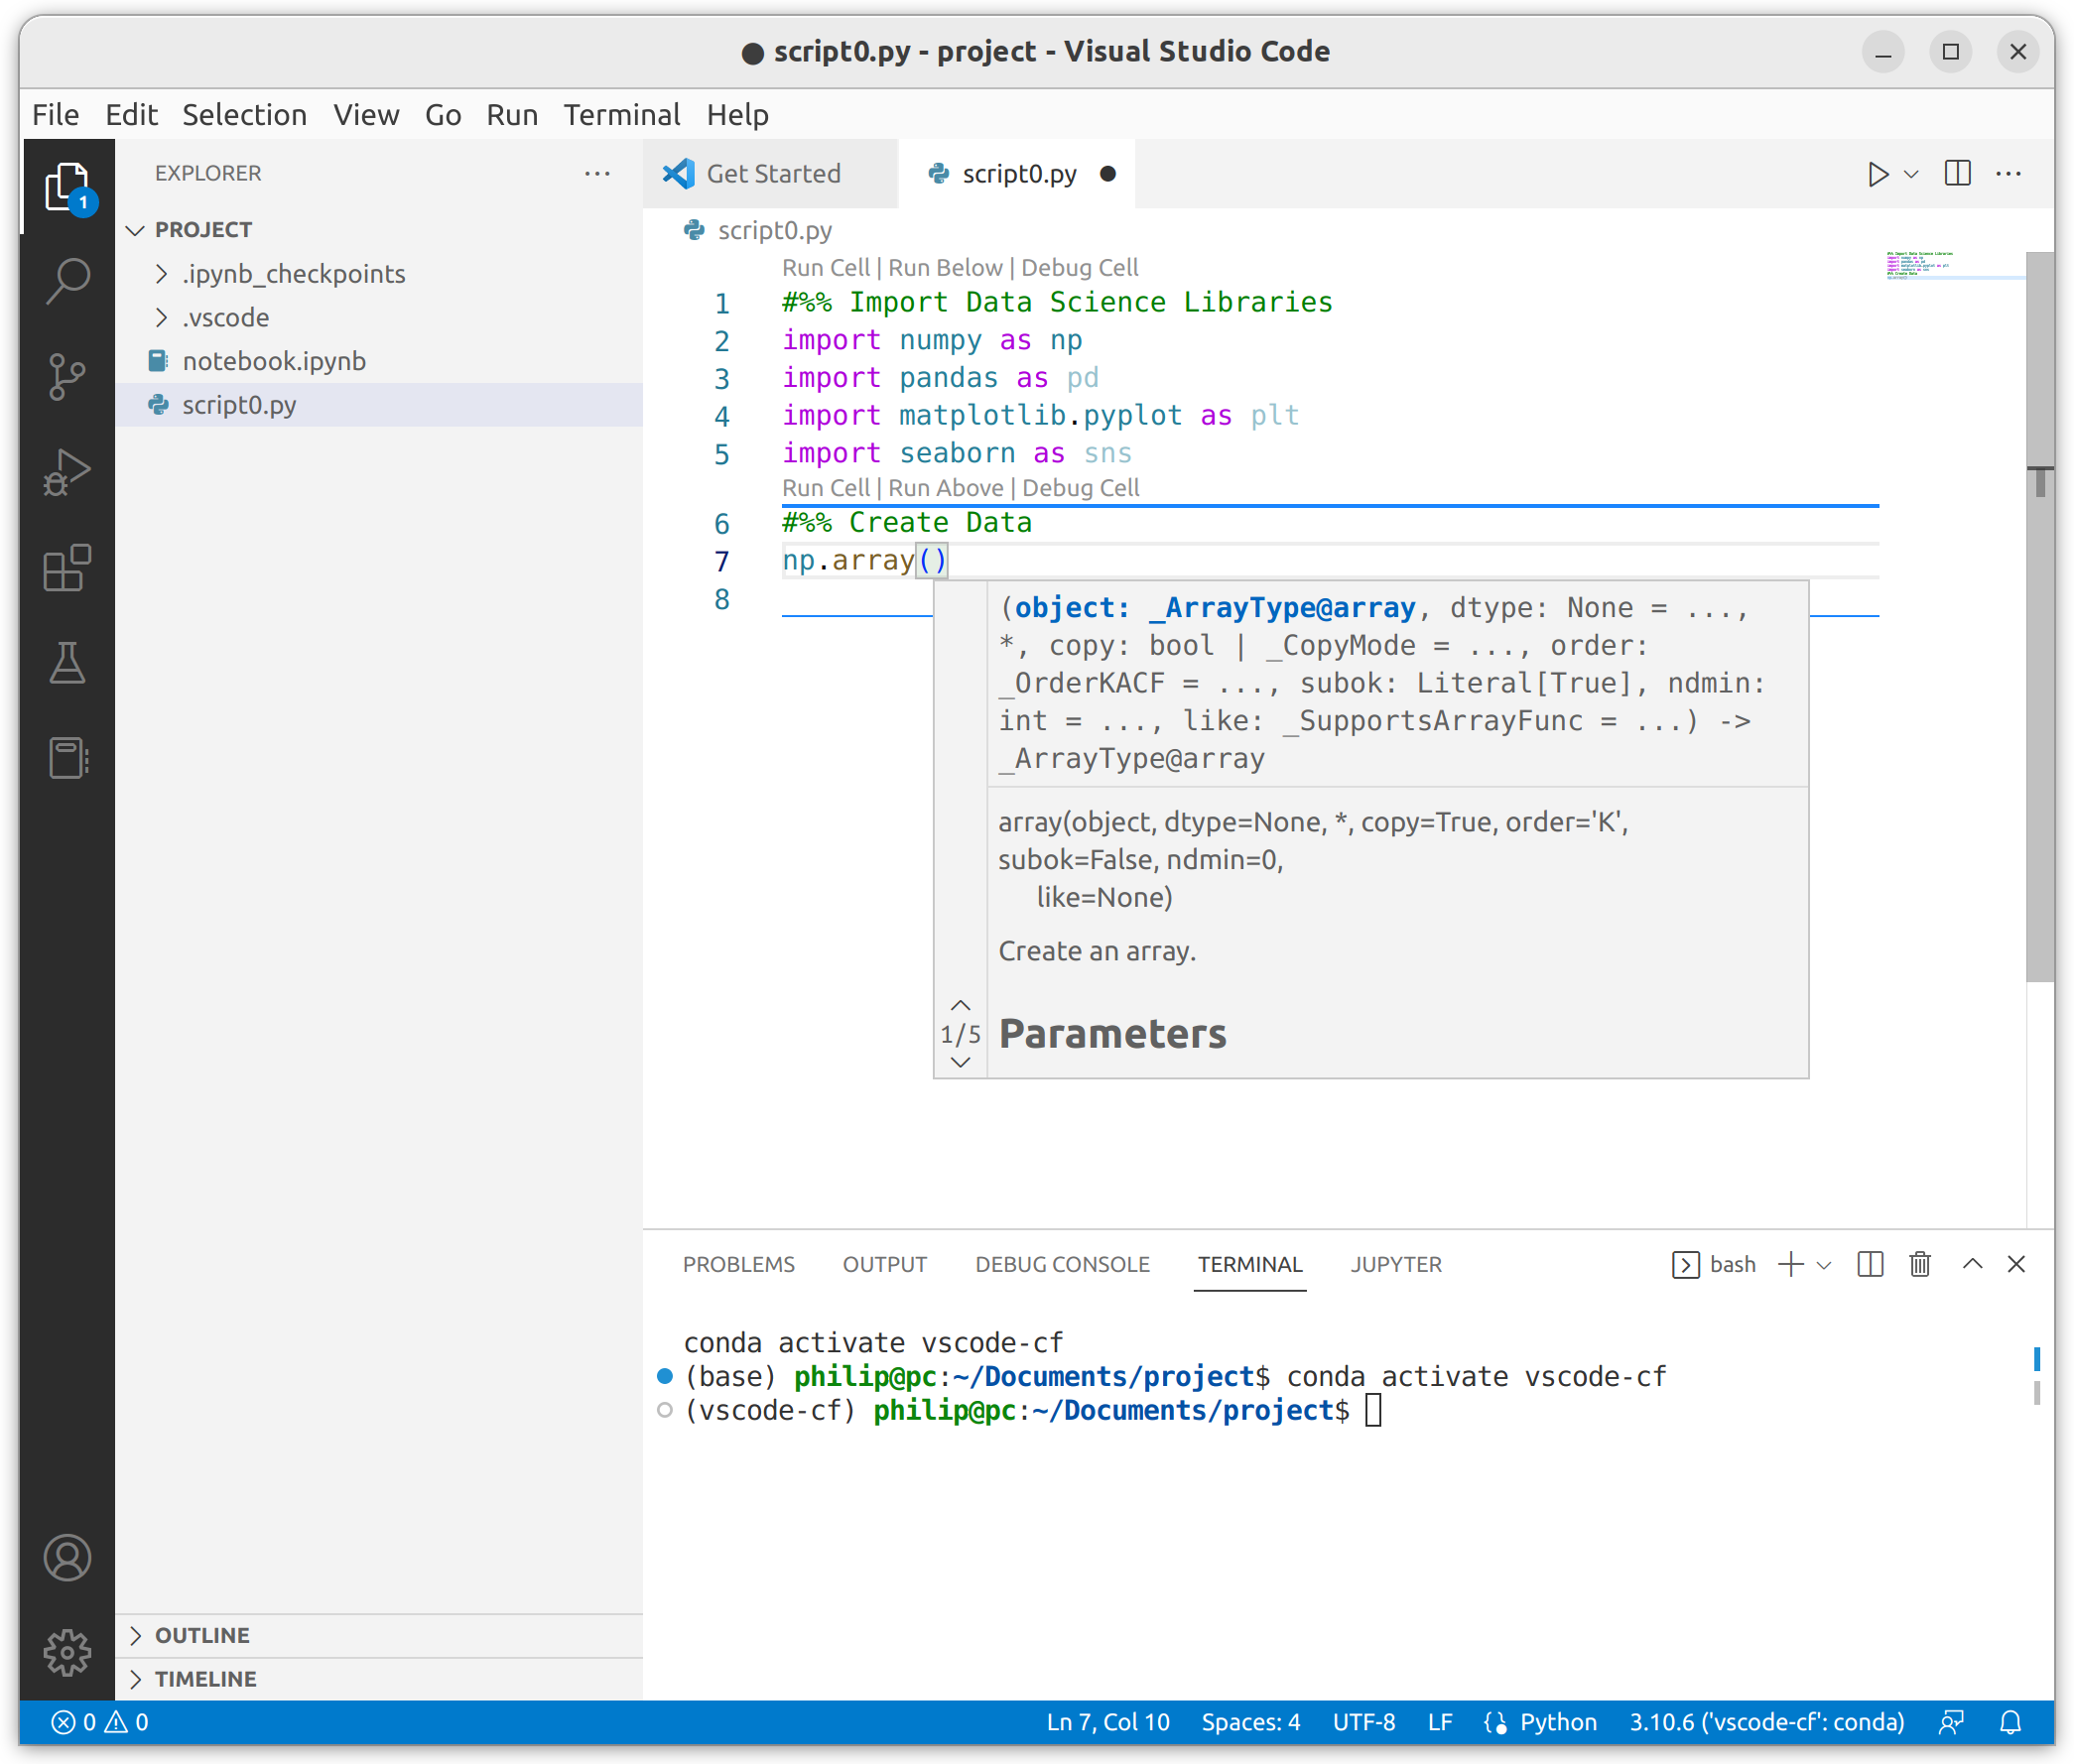 ● script0.py - project - Visual Studio Code
File Edit Selection View Go Run Terminal Help
1
EXPLORER
PROJECT
.ipynb_checkpoints
.vscode
notebook.ipynb
script0.py
OUTLINE
TIMELINE
Get Started
script0.py
script0.py
Run Cell | Run Below | Debug Cell
1 #%% Import Data Science Libraries
2 import numpy as np
3 import pandas as pd
4 import matplotlib.pyplot as plt
5 import seaborn as sns
Run Cell | Run Above | Debug Cell
6 #%% Create Data
7 np.array()
8
(object: _ArrayType@array, dtype: None = ...,
*, copy: bool | _CopyMode = ..., order:
_OrderKACF = ..., subok: Literal[True], ndmin:
int = ..., like: _SupportsArrayFunc = ...) ->
_ArrayType@array
array(object, dtype=None, *, copy=True, order='K',
subok=False, ndmin=0,
like=None)
Create an array.
1/5
Parameters
PROBLEMS OUTPUT DEBUG CONSOLE TERMINAL JUPYTER
bash
conda activate vscode-cf
(base) philip@pc:~/Documents/project$ conda activate vscode-cf
(vscode-cf) philip@pc:~/Documents/project$
0 0
Ln 7, Col 10 Spaces: 4 UTF-8 LF Python 3.10.6 ('vscode-cf': conda)